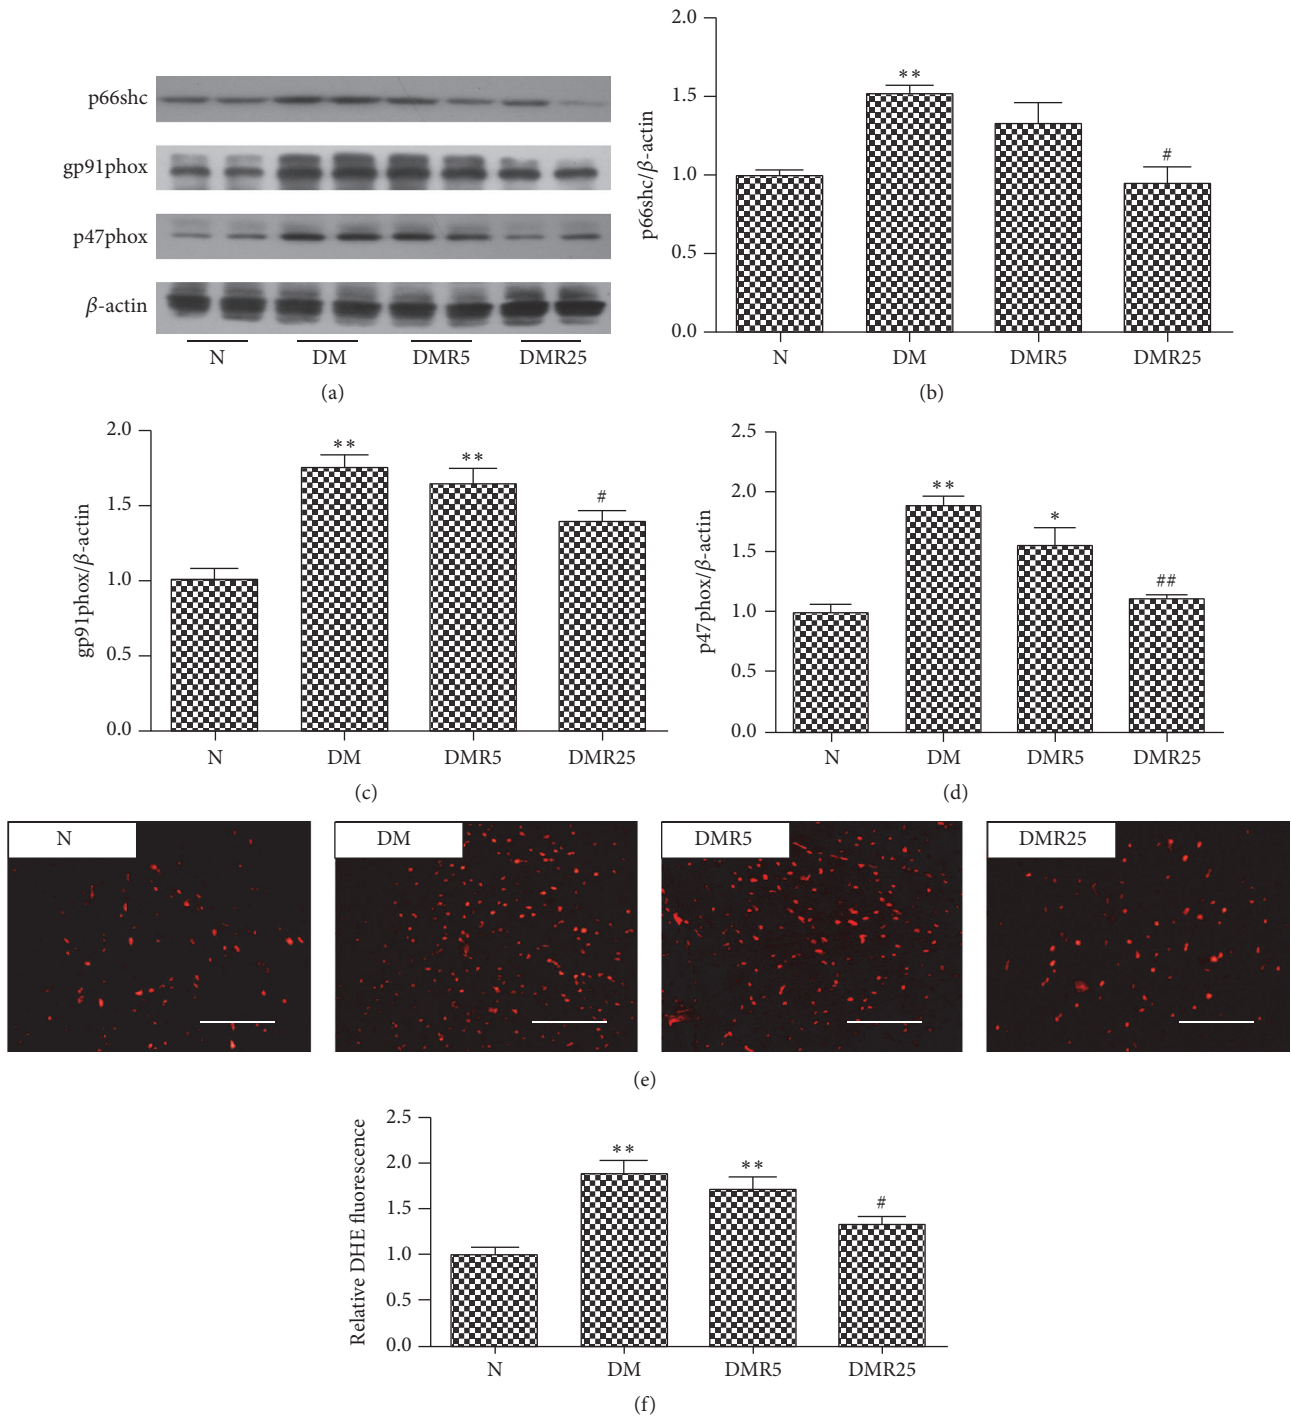 p66shc
gp91phox
p47phox
β-actin
N DM DMR5 DMR25
(a)
2.0
1.5
1.0
0.5
0.0
p66shc/β-actin
**
#
N DM DMR5 DMR25
(b)
2.0
1.5
1.0
0.5
0.0
gp91phox/β-actin
**
**
#
N DM DMR5 DMR25
(c)
2.5
2.0
1.5
1.0
0.5
0.0
p47phox/β-actin
**
*
##
N DM DMR5 DMR25
(d)
N DM DMR5 DMR25
(e)
2.5
2.0
1.5
1.0
0.5
0.0
Relative DHE fluorescence
**
**
#
N DM DMR5 DMR25
(f)